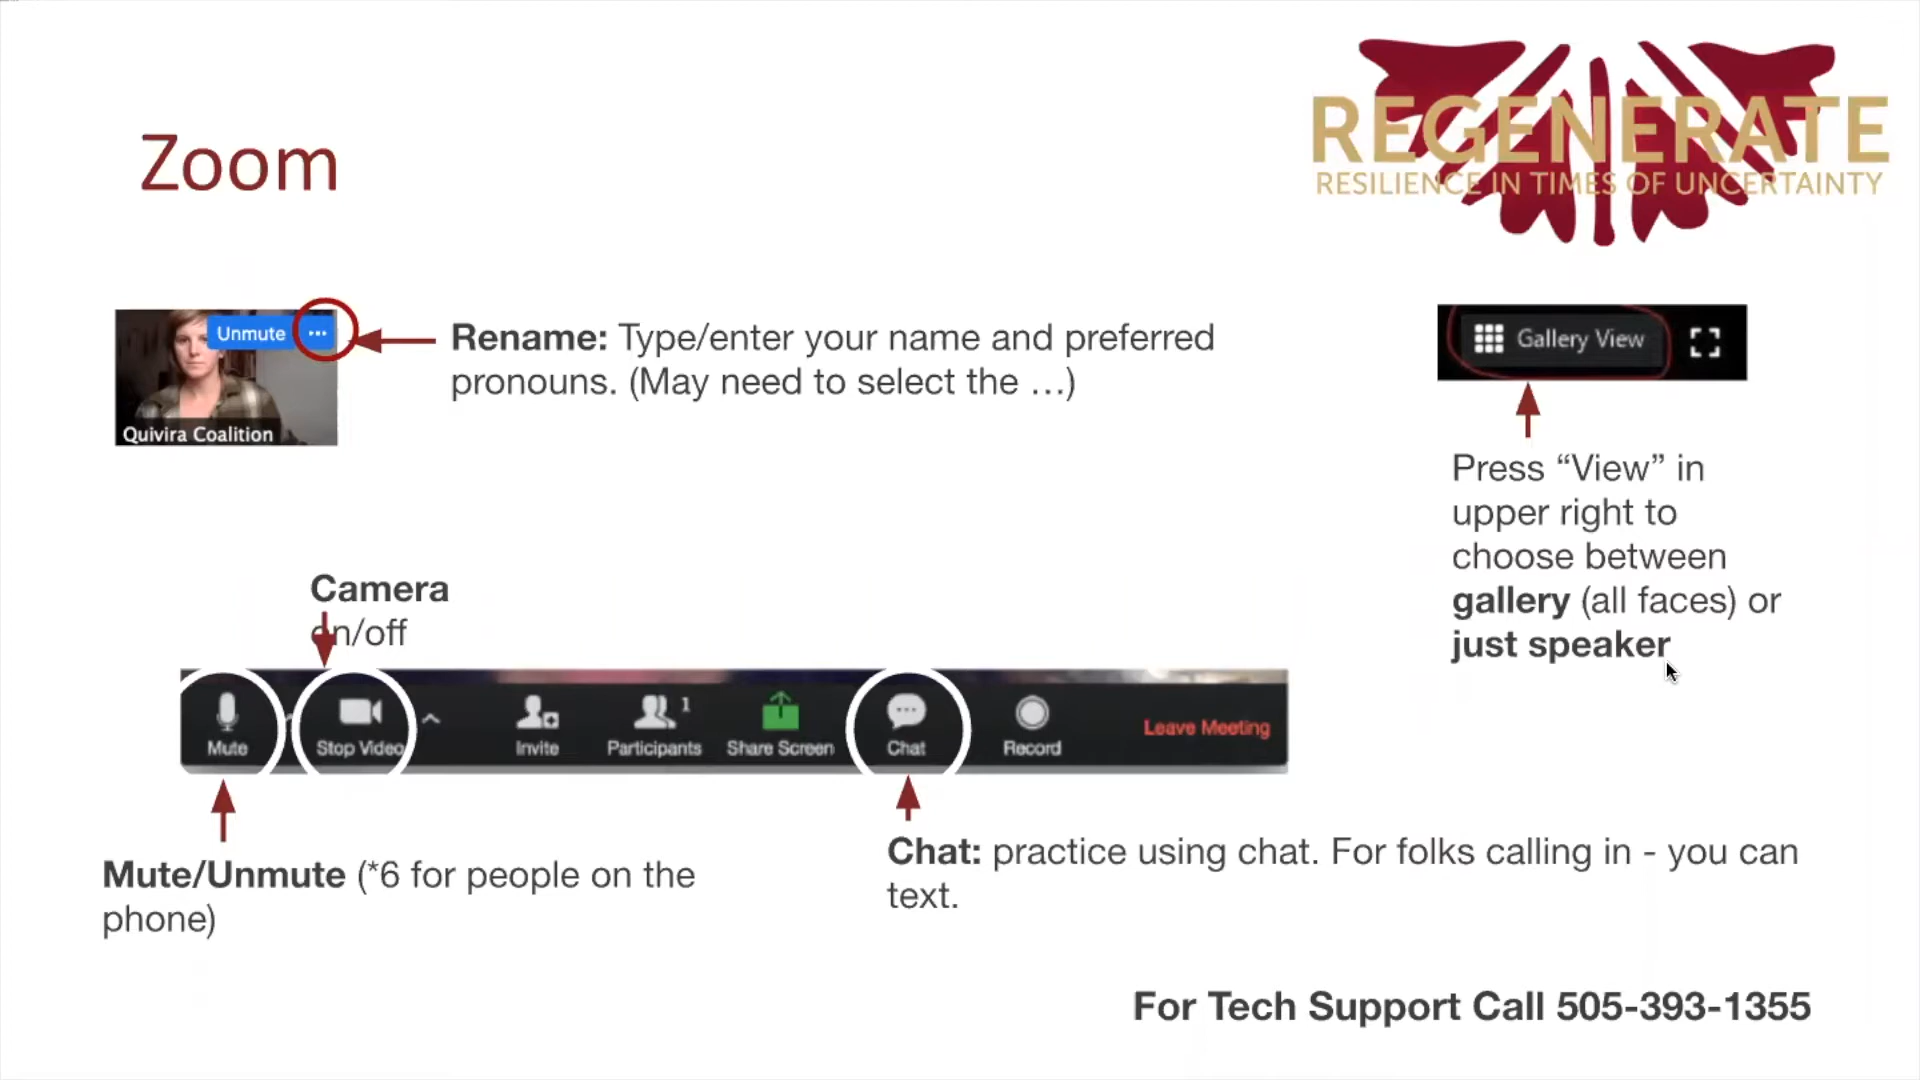 REGENERATE
RESILIENCE IN TIMES OF UNCERTAINTY
Zoom
Unmute ...
Quivira Coalition
Rename: Type/enter your name and preferred
pronouns. (May need to select the …)
Gallery View
Press “View” in
upper right to
choose between
gallery (all faces) or
just speaker
Camera
on/off
Mute
Stop Video
Invite
Participants 1
Share Screen
Chat
Record
Leave Meeting
Mute/Unmute (*6 for people on the
phone)
Chat: practice using chat. For folks calling in - you can
text.
For Tech Support Call 505-393-1355